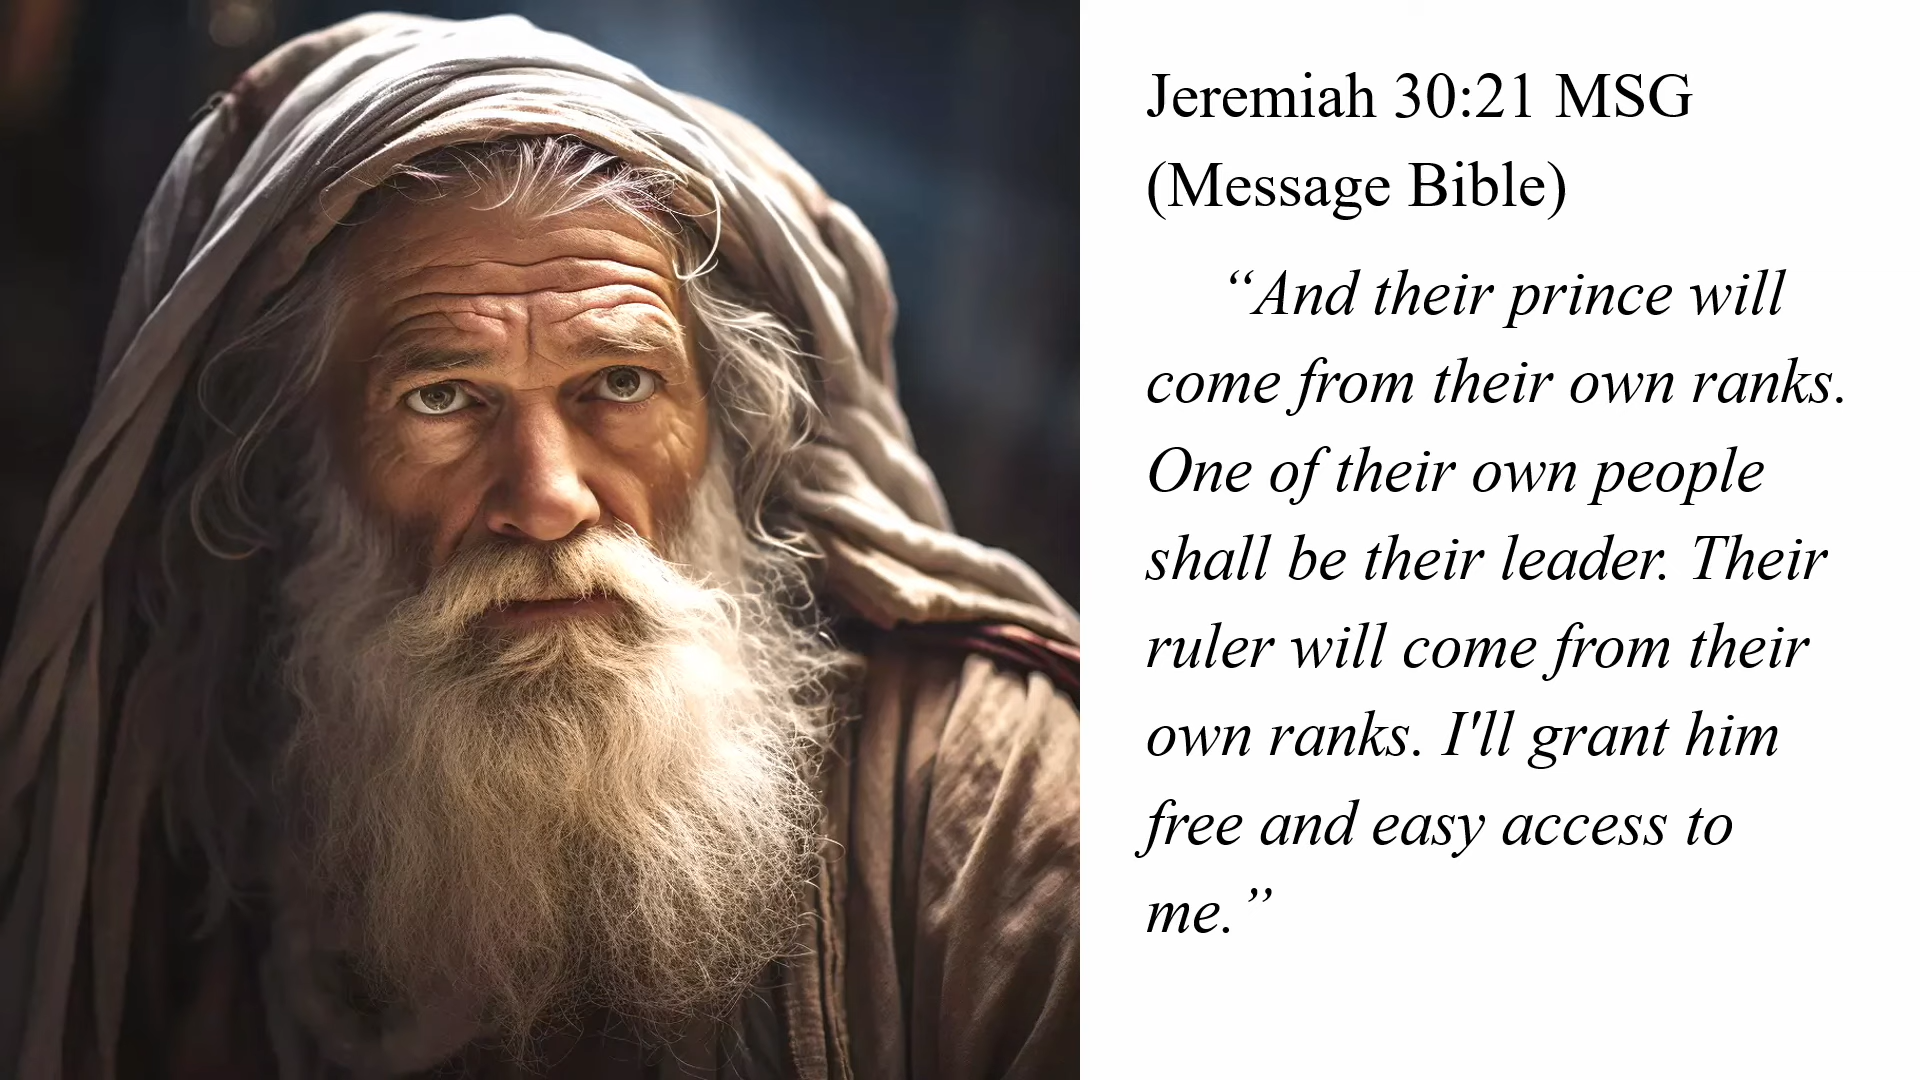 Jeremiah 30:21 MSG
(Message Bible)
“And their prince will
come from their own ranks.
One of their own people
shall be their leader. Their
ruler will come from their
own ranks. I'll grant him
free and easy access to
me.”